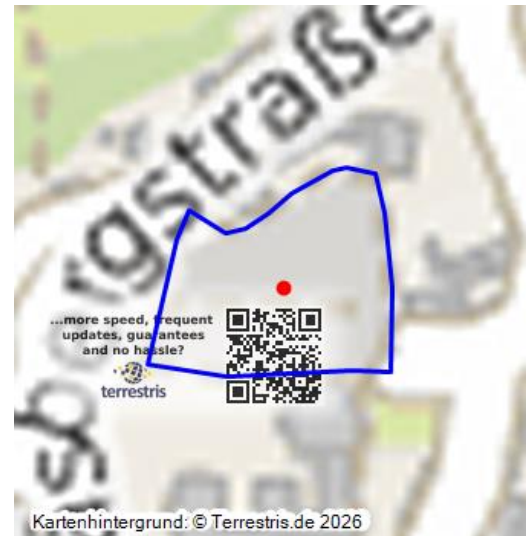 rgstraße
...more speed, frequent
updates, guarantees
and no hassle?
terrestris
Kartenhintergrund: © Terrestris.de 2026